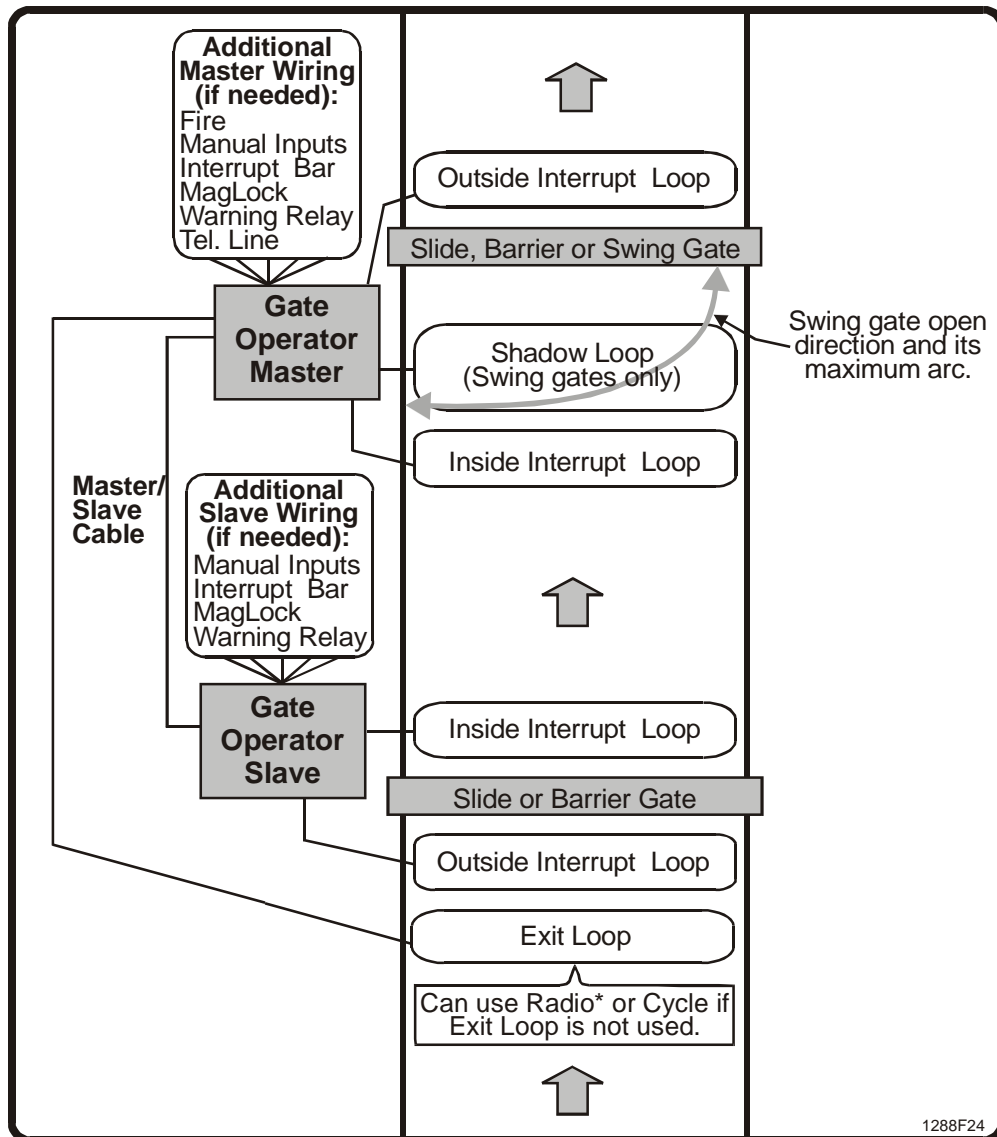 Additional
Master Wiring
(if needed):
Fire
Manual Inputs
Interrupt Bar
MagLock
Warning Relay
Tel. Line
Outside Interrupt Loop
Slide, Barrier or Swing Gate
Gate
Operator
Master
Shadow Loop
(Swing gates only)
Swing gate open
direction and its
maximum arc.
Inside Interrupt Loop
Master/
Slave
Cable
Additional
Slave Wiring
(if needed):
Manual Inputs
Interrupt Bar
MagLock
Warning Relay
Gate
Operator
Slave
Inside Interrupt Loop
Slide or Barrier Gate
Outside Interrupt Loop
Exit Loop
Can use Radio* or Cycle if
Exit Loop is not used.
1288F24